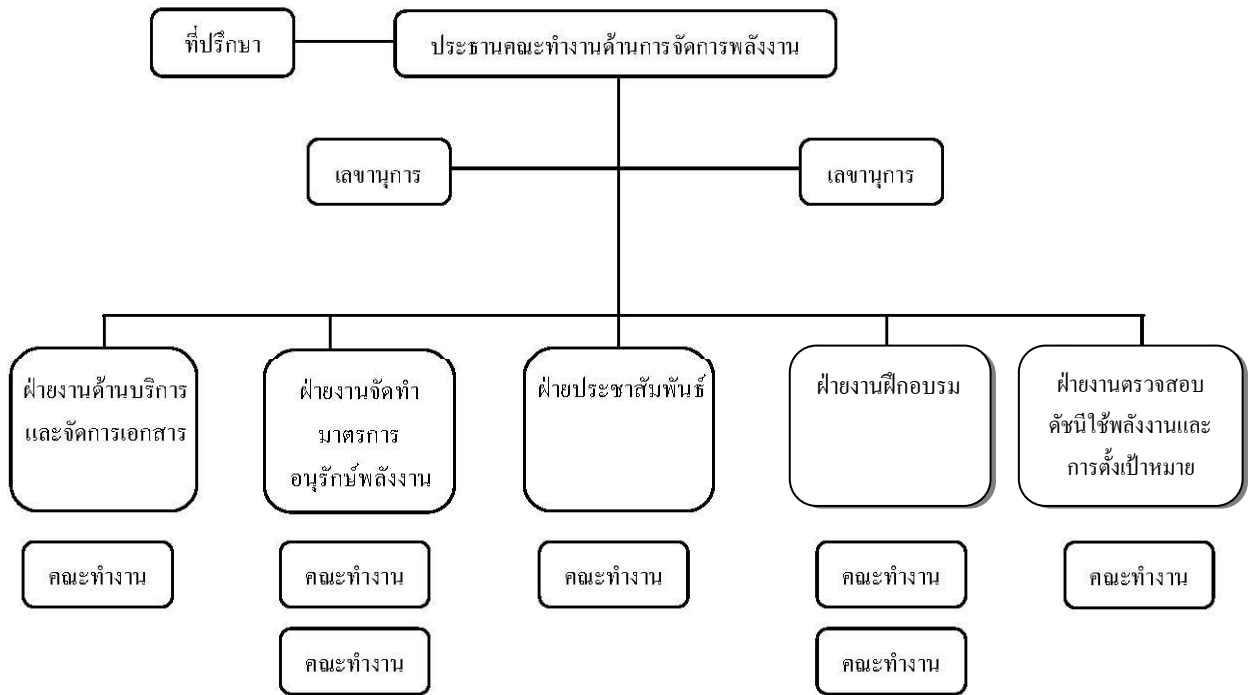 ที่ปรึกษา
ประธานคณะทำงานด้านการจัดการพลังงาน
เลขานุการ
เลขานุการ
ฝ่ายงานด้านบริการ
และจัดการเอกสาร
ฝ่ายงานจัดทำ
มาตรการ
อนุรักษ์พลังงาน
ฝ่ายประชาสัมพันธ์
ฝ่ายงานฝึกอบรม
ฝ่ายงานตรวจสอบ
ดัชนีใช้พลังงานและ
การตั้งเป้าหมาย
คณะทำงาน
คณะทำงาน
คณะทำงาน
คณะทำงาน
คณะทำงาน
คณะทำงาน
คณะทำงาน